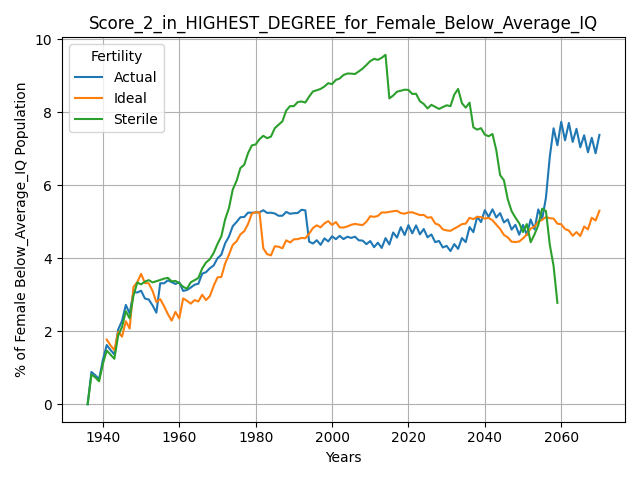 Score_2_in_HIGHEST_DEGREE_for_Female_Below_Average_IQ
% of Female Below_Average_IQ Population
10
8
6
4
2
0
Fertility
Actual
Ideal
Sterile
1940 1960 1980 2000 2020 2040 2060
Years